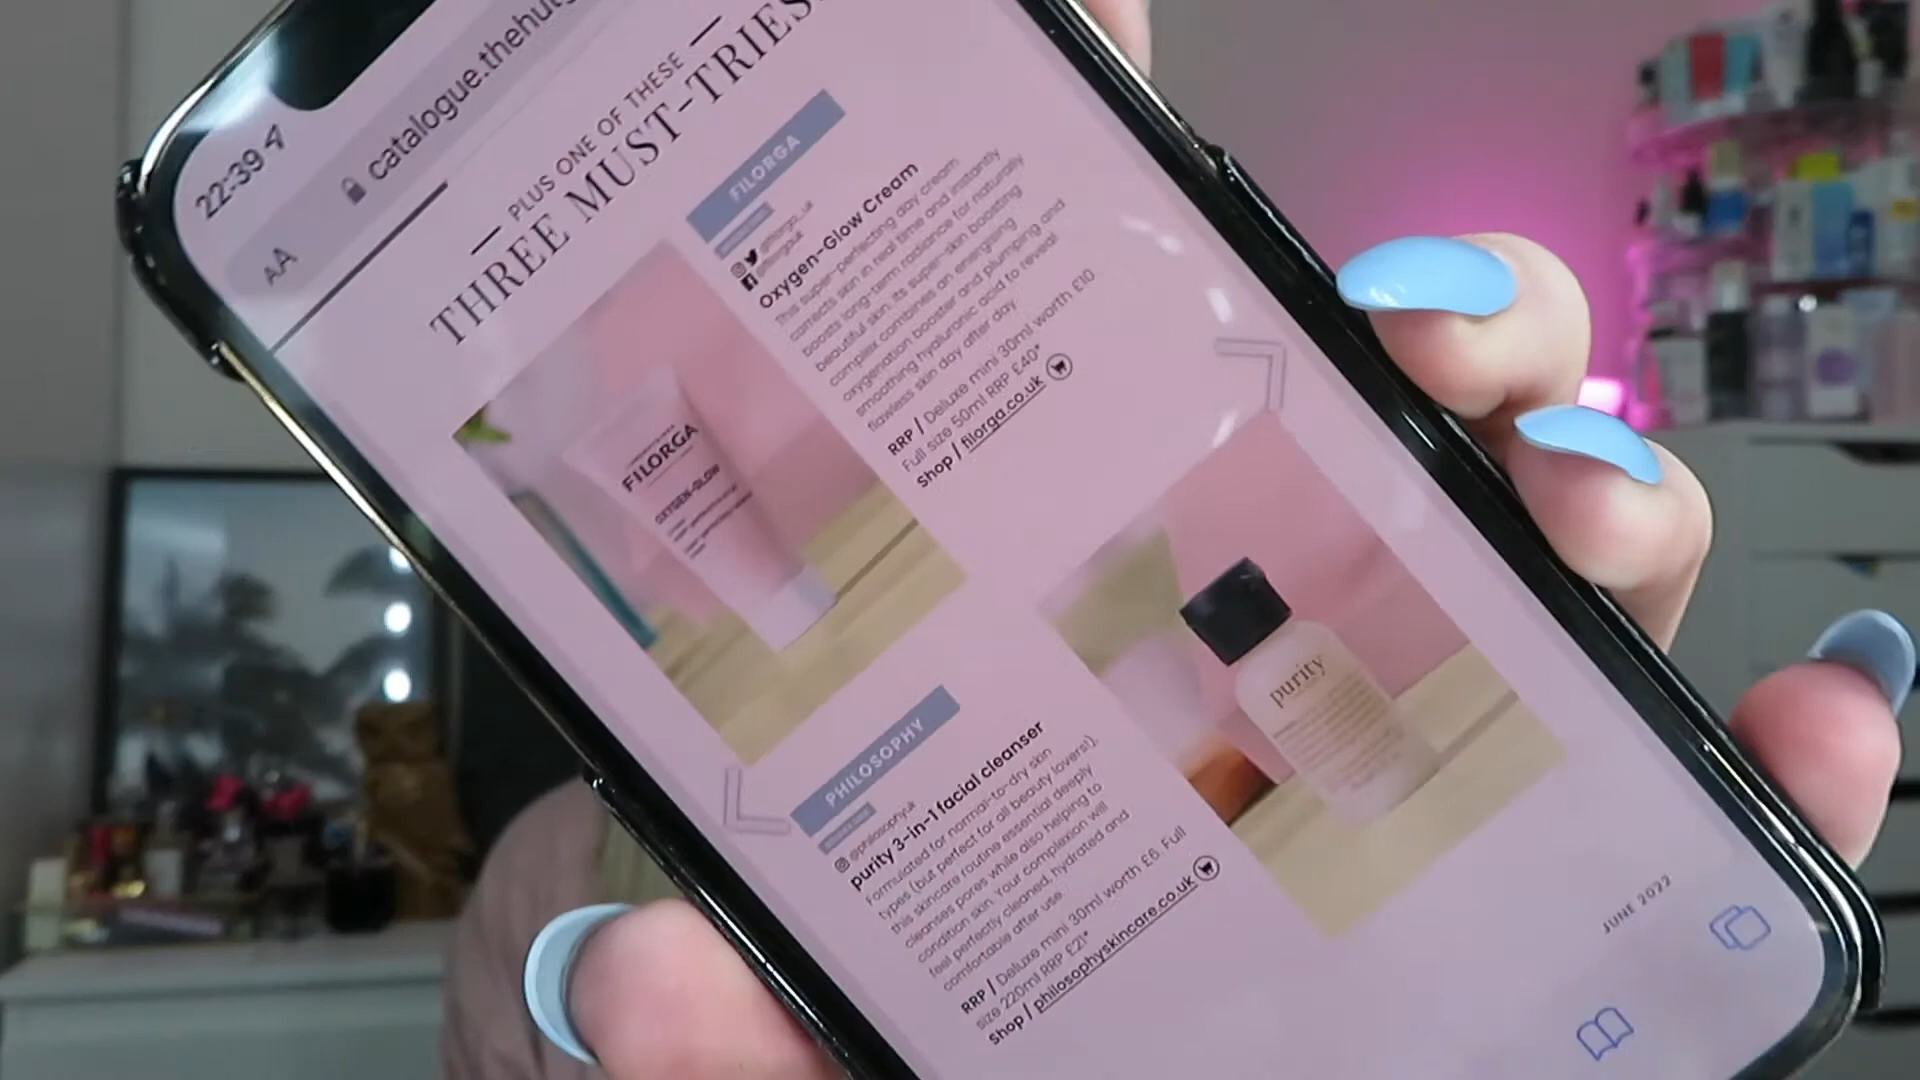 22:39
AA
catalogue.thehut
PLUS ONE OF THESE
THREE MUST-TRIES
FILORGA
@filorga_uk
@filorgauk
Oxygen-Glow Cream
This super-perfecting day cream
corrects skin in real time and instantly
boosts long-term radiance for naturally
beautiful skin. Its super-skin boosting
complex combines an energising
oxygenation booster and plumping and
smoothing hyaluronic acid to reveal
flawless skin day after day
RRP / Deluxe mini 30ml worth £10
Full size 50ml RRP £40*
Shop / filorga.co.uk
FILORGA
OXYGEN-GLOW
purity
PHILOSOPHY
@philosophyuk
purity 3-in-1 facial cleanser
Formulated for normal-to-dry skin
types (but perfect for all beauty lovers!),
this skincare routine essential deeply
cleanses pores while also helping to
condition skin. Your complexion will
feel perfectly cleaned, hydrated and
comfortable after use.
RRP / Deluxe mini 30ml worth £6. Full
size 220ml RRP £21*
Shop / philosophyskincare.co.uk
JUNE 2022